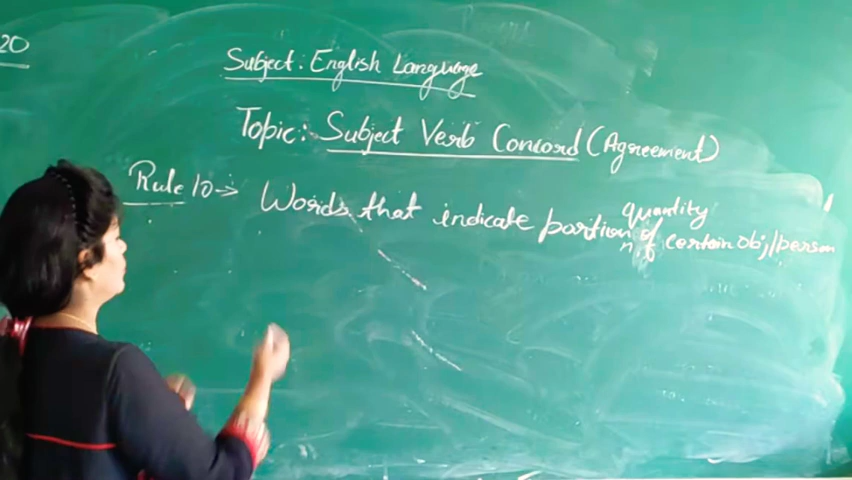 20
Subject: English Language
Topic: Subject Verb Concord (Agreement)
Rule 10 → Words that indicate portion quantity of certain obj/person